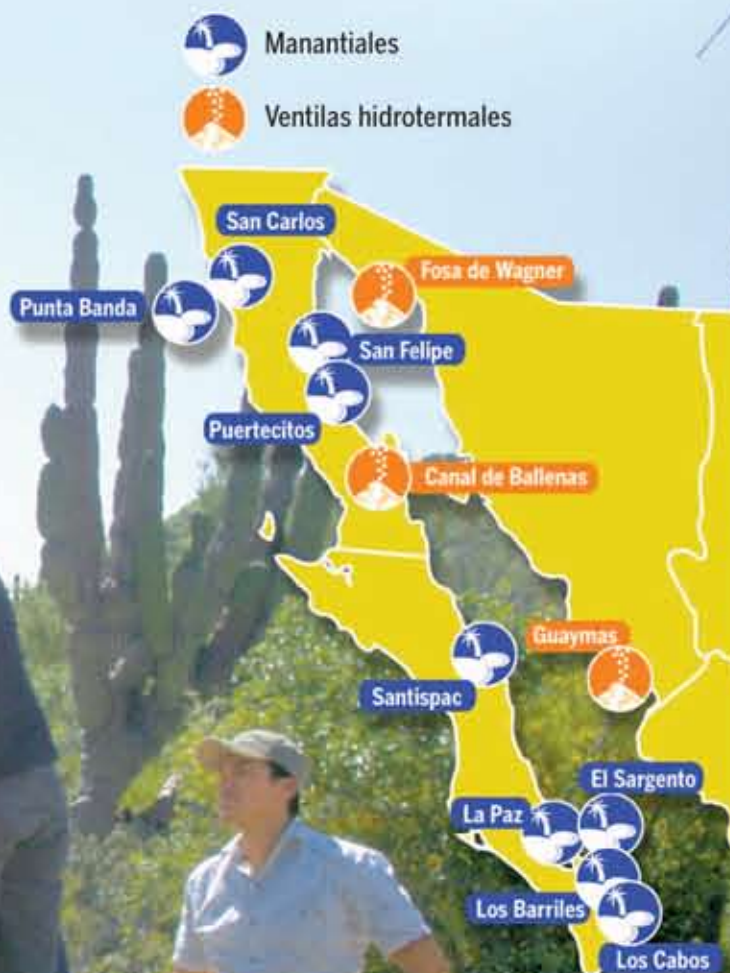 Manantiales
Ventilas hidrotermales
San Carlos
Fosa de Wagner
Punta Banda
San Felípe
Puertecitos
Canal de Ballenas
Guaymas
Santispac
El Sargento
La Paz
Los Barriles
Los Cabos